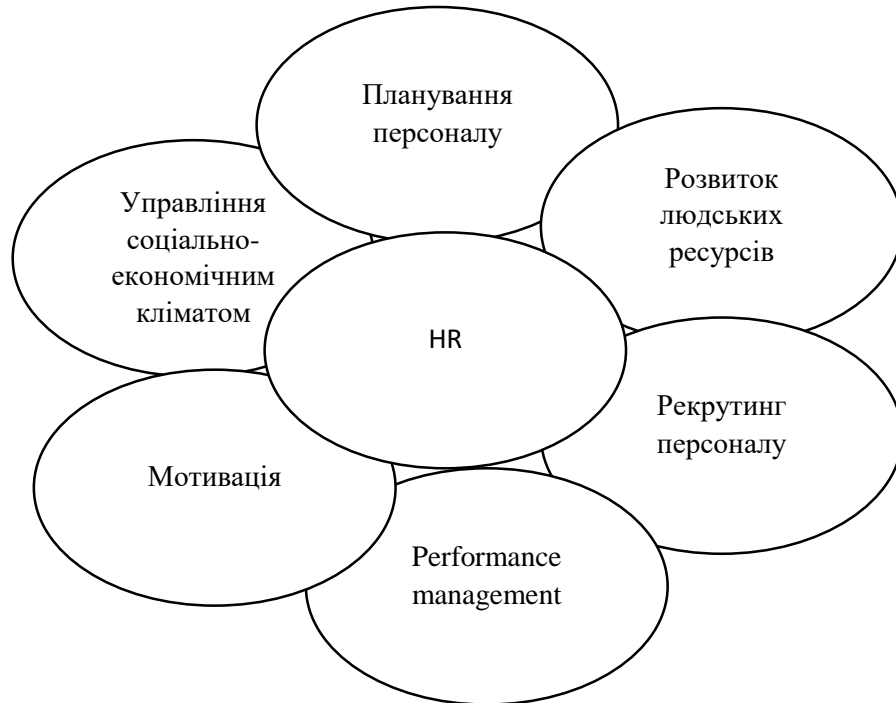 Планування
персоналу
Розвиток
людських
ресурсів
Управління
соціально-
економічним
кліматом
HR
Рекрутинг
персоналу
Мотивація
Performance
management